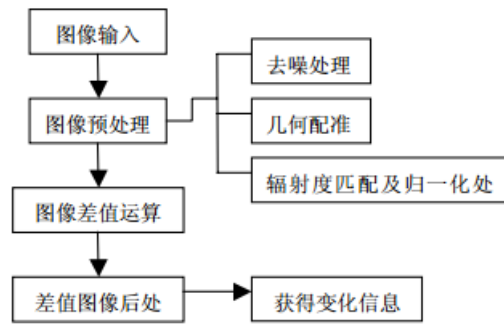 图像输入
去噪处理
图像预处理
几何配准
辐射度匹配及归一化处
图像差值运算
差值图像后处
获得变化信息